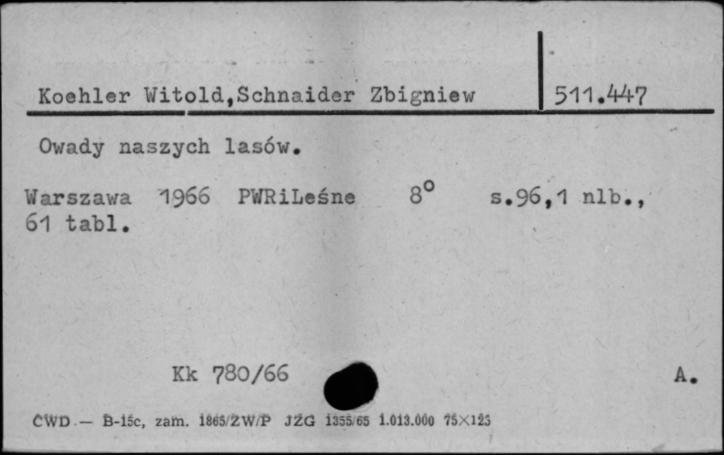 Koehler Witold,Schnaider Zbigniew 511.447
Owady naszych lasów.
Warszawa 1966 PWRiLeśne 8° s.96,1 nlb.,
61 tabl.
Kk 780/66 A.
CWD — B-15c, zam. 1865/ZW/P JZG 1355/65 1.013.000 75×125